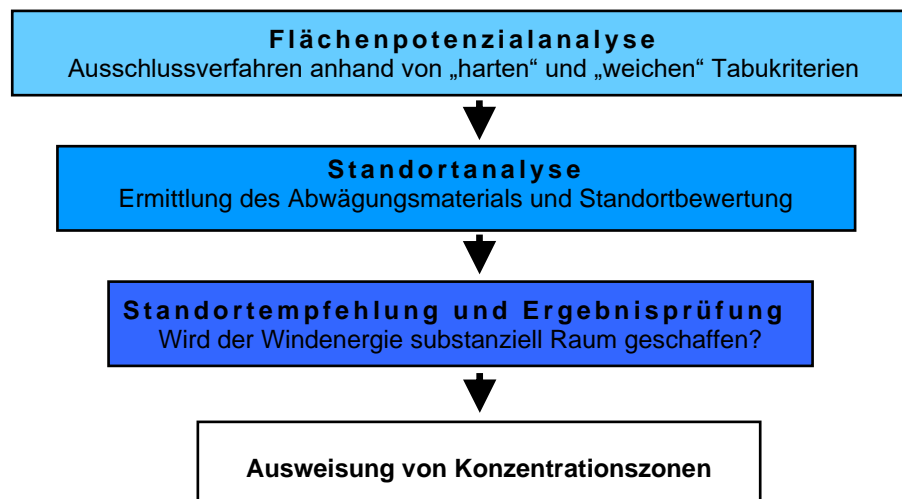 Flächenpotenzialanalyse
Ausschlussverfahren anhand von „harten“ und „weichen“ Tabukriterien
Standortanalyse
Ermittlung des Abwägungsmaterials und Standortbewertung
Standortempfehlung und Ergebnisprüfung
Wird der Windenergie substanziell Raum geschaffen?
Ausweisung von Konzentrationszonen